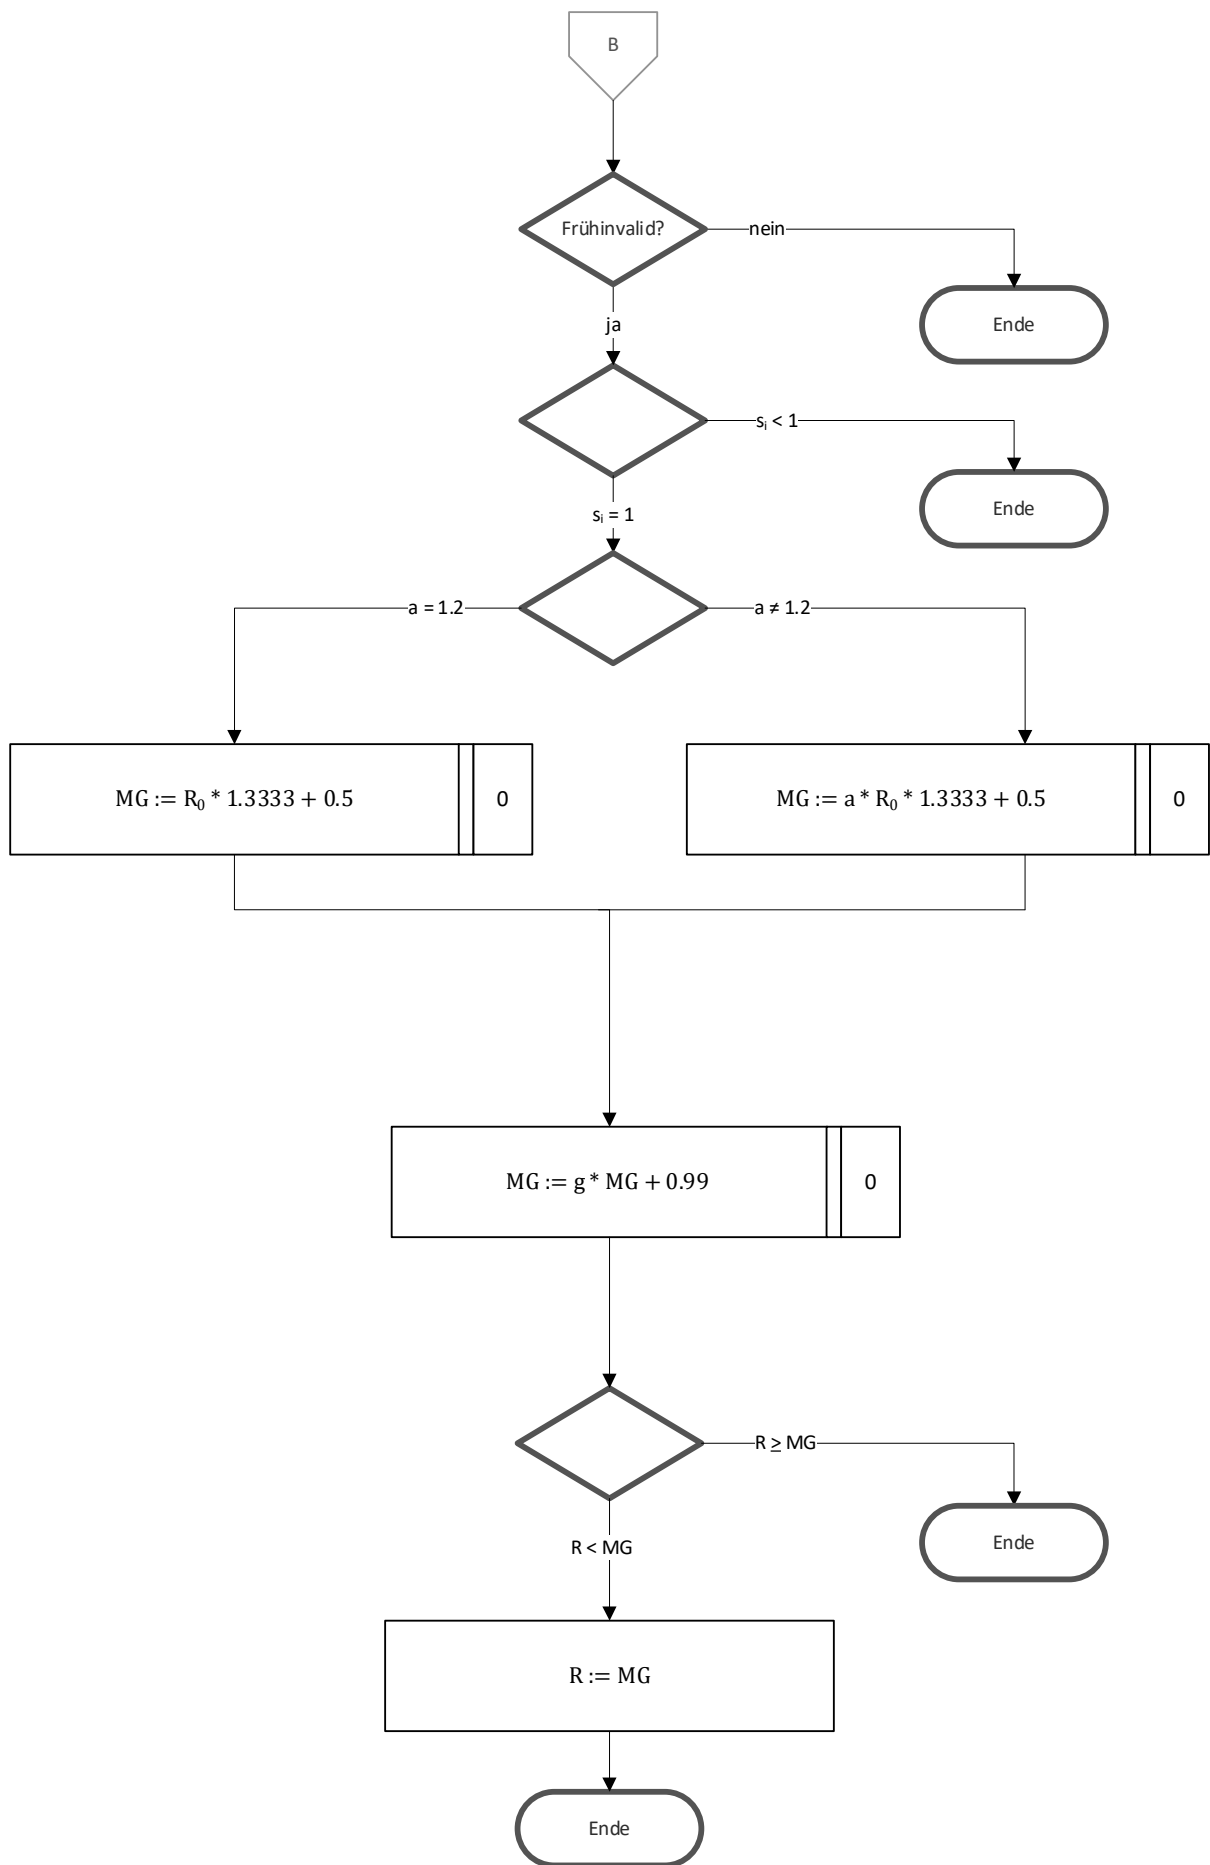 B
Frühinvalid?
nein
Ende
ja
sᵢ < 1
Ende
sᵢ = 1
a = 1.2
a ≠ 1.2
MG := R₀ * 1.3333 + 0.5
0
MG := a * R₀ * 1.3333 + 0.5
0
MG := g * MG + 0.99
0
R ≥ MG
Ende
R < MG
R := MG
Ende